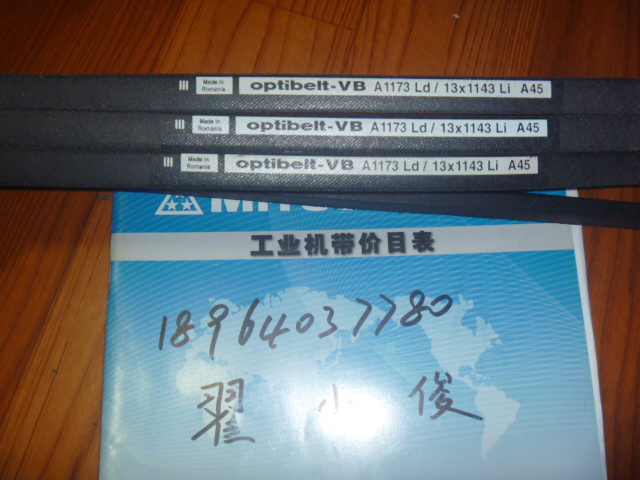 Made in
Romania
optibelt-VB A1173 Ld / 13x1143 Li A45
Made in
Romania
optibelt-VB A1173 Ld / 13x1143 Li A45
Made in
Romania
optibelt-VB A1173 Ld / 13x1143 Li A45
工业机带价目表
18964037780
翟小俊